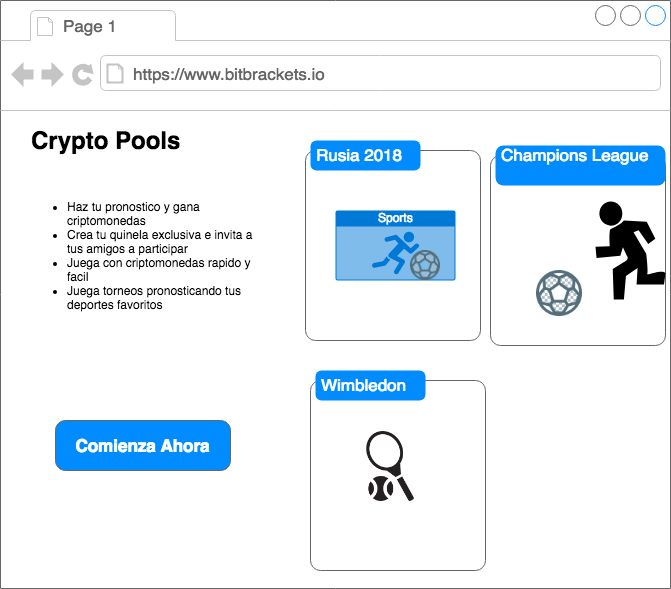 Page 1
https://www.bitbrackets.io
Crypto Pools
Haz tu pronostico y gana
criptomonedas
Crea tu quinela exclusiva e invita a
tus amigos a participar
Juega con criptomonedas rapido y
facil
Juega torneos pronosticando tus
deportes favoritos
Comienza Ahora
Rusia 2018
Sports
Champions League
Wimbledon